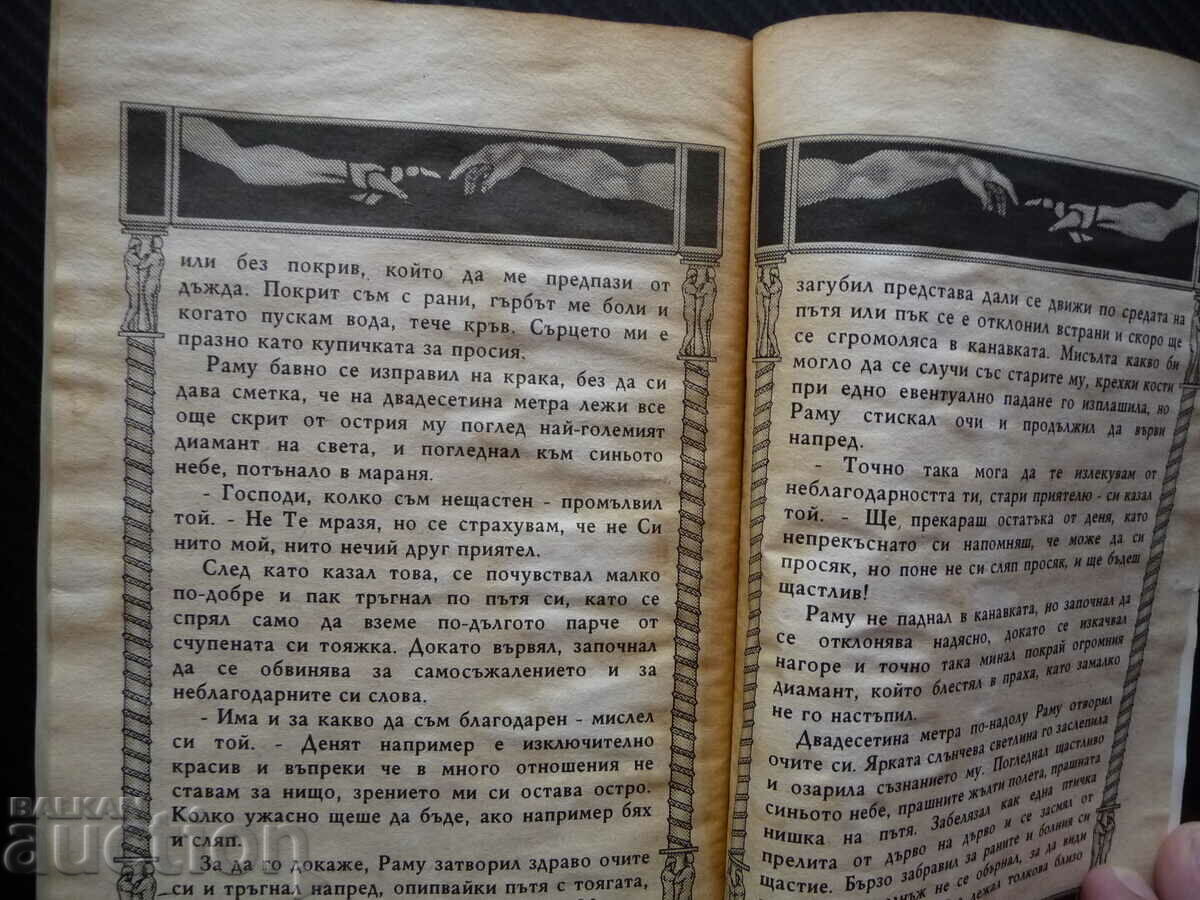 или без покрив, който да ме предпази от
дъжда. Покрит съм с рани, гърбът ме боли и
когато пускам вода, тече кръв. Сърцето ми е
празно като купичката за просия.
Раму бавно се изправил на крака, без да си
дава сметка, че на двадесетина метра лежи все
още скрит от острия му поглед най-големият
диамант на света, и погледнал към синьото
небе, потънало в мараня.
- Господи, колко съм нещастен - промълвил
той. - Не Те мразя, но се страхувам, че не Си
нито мой, нито нечий друг приятел.
След като казал това, се почувствал малко
по-добре и пак тръгнал по пътя си, като се
спрял само да вземе по-дългото парче от
счупената си тояжка. Докато вървял, започнал
да се обвинява за самосъжалението и за
неблагодарните си слова.
- Има и за какво да съм благодарен - мислел
си той. - Денят например е изключително
красив и въпреки че в много отношения не
ставам за нищо, зрението ми си остава остро.
Колко ужасно щеше да бъде, ако например бях
и сляп.
За да го докаже, Раму затворил здраво очите
си и тръгнал напред, опипвайки пътя с тоягата,
загубил представа дали се движи по средата на
пътя или пък се е отклонил встрани и скоро ще
се сгромоляса в канавката. Мисълта какво би
могло да се случи със старите му, крехки кости
при едно евентуално падане го изплашила, но
Раму стискал очи и продължил да върви
напред.
- Точно така мога да те излекувам от
неблагодарността ти, стари приятелю - си казал
той. - Ще прекараш остатъка от деня, като
непрекъснато си напомняш, че може да си
просяк, но поне не си сляп просяк, и ще бъдеш
щастлив!
Раму не паднал в канавката, но започнал да
се отклонява надясно, докато се изкачвал
нагоре и точно така минал покрай огромния
диамант, който блестял в праха, като замалко
не го настъпил.
Двадесетина метра по-надолу Раму отворил
очите си. Ярката слънчева светлина го заслепила
и озарила съзнанието му. Погледнал щастливо
синьото небе, прашните жълти полета, прашната
нишка на пътя. Забелязал как една птичка
прелита от дърво на дърво и се засмял от
щастие. Бързо забравил за раните и болния си
не се обърнал, за да види
лежал толкова близо
БАЛКАН
auction